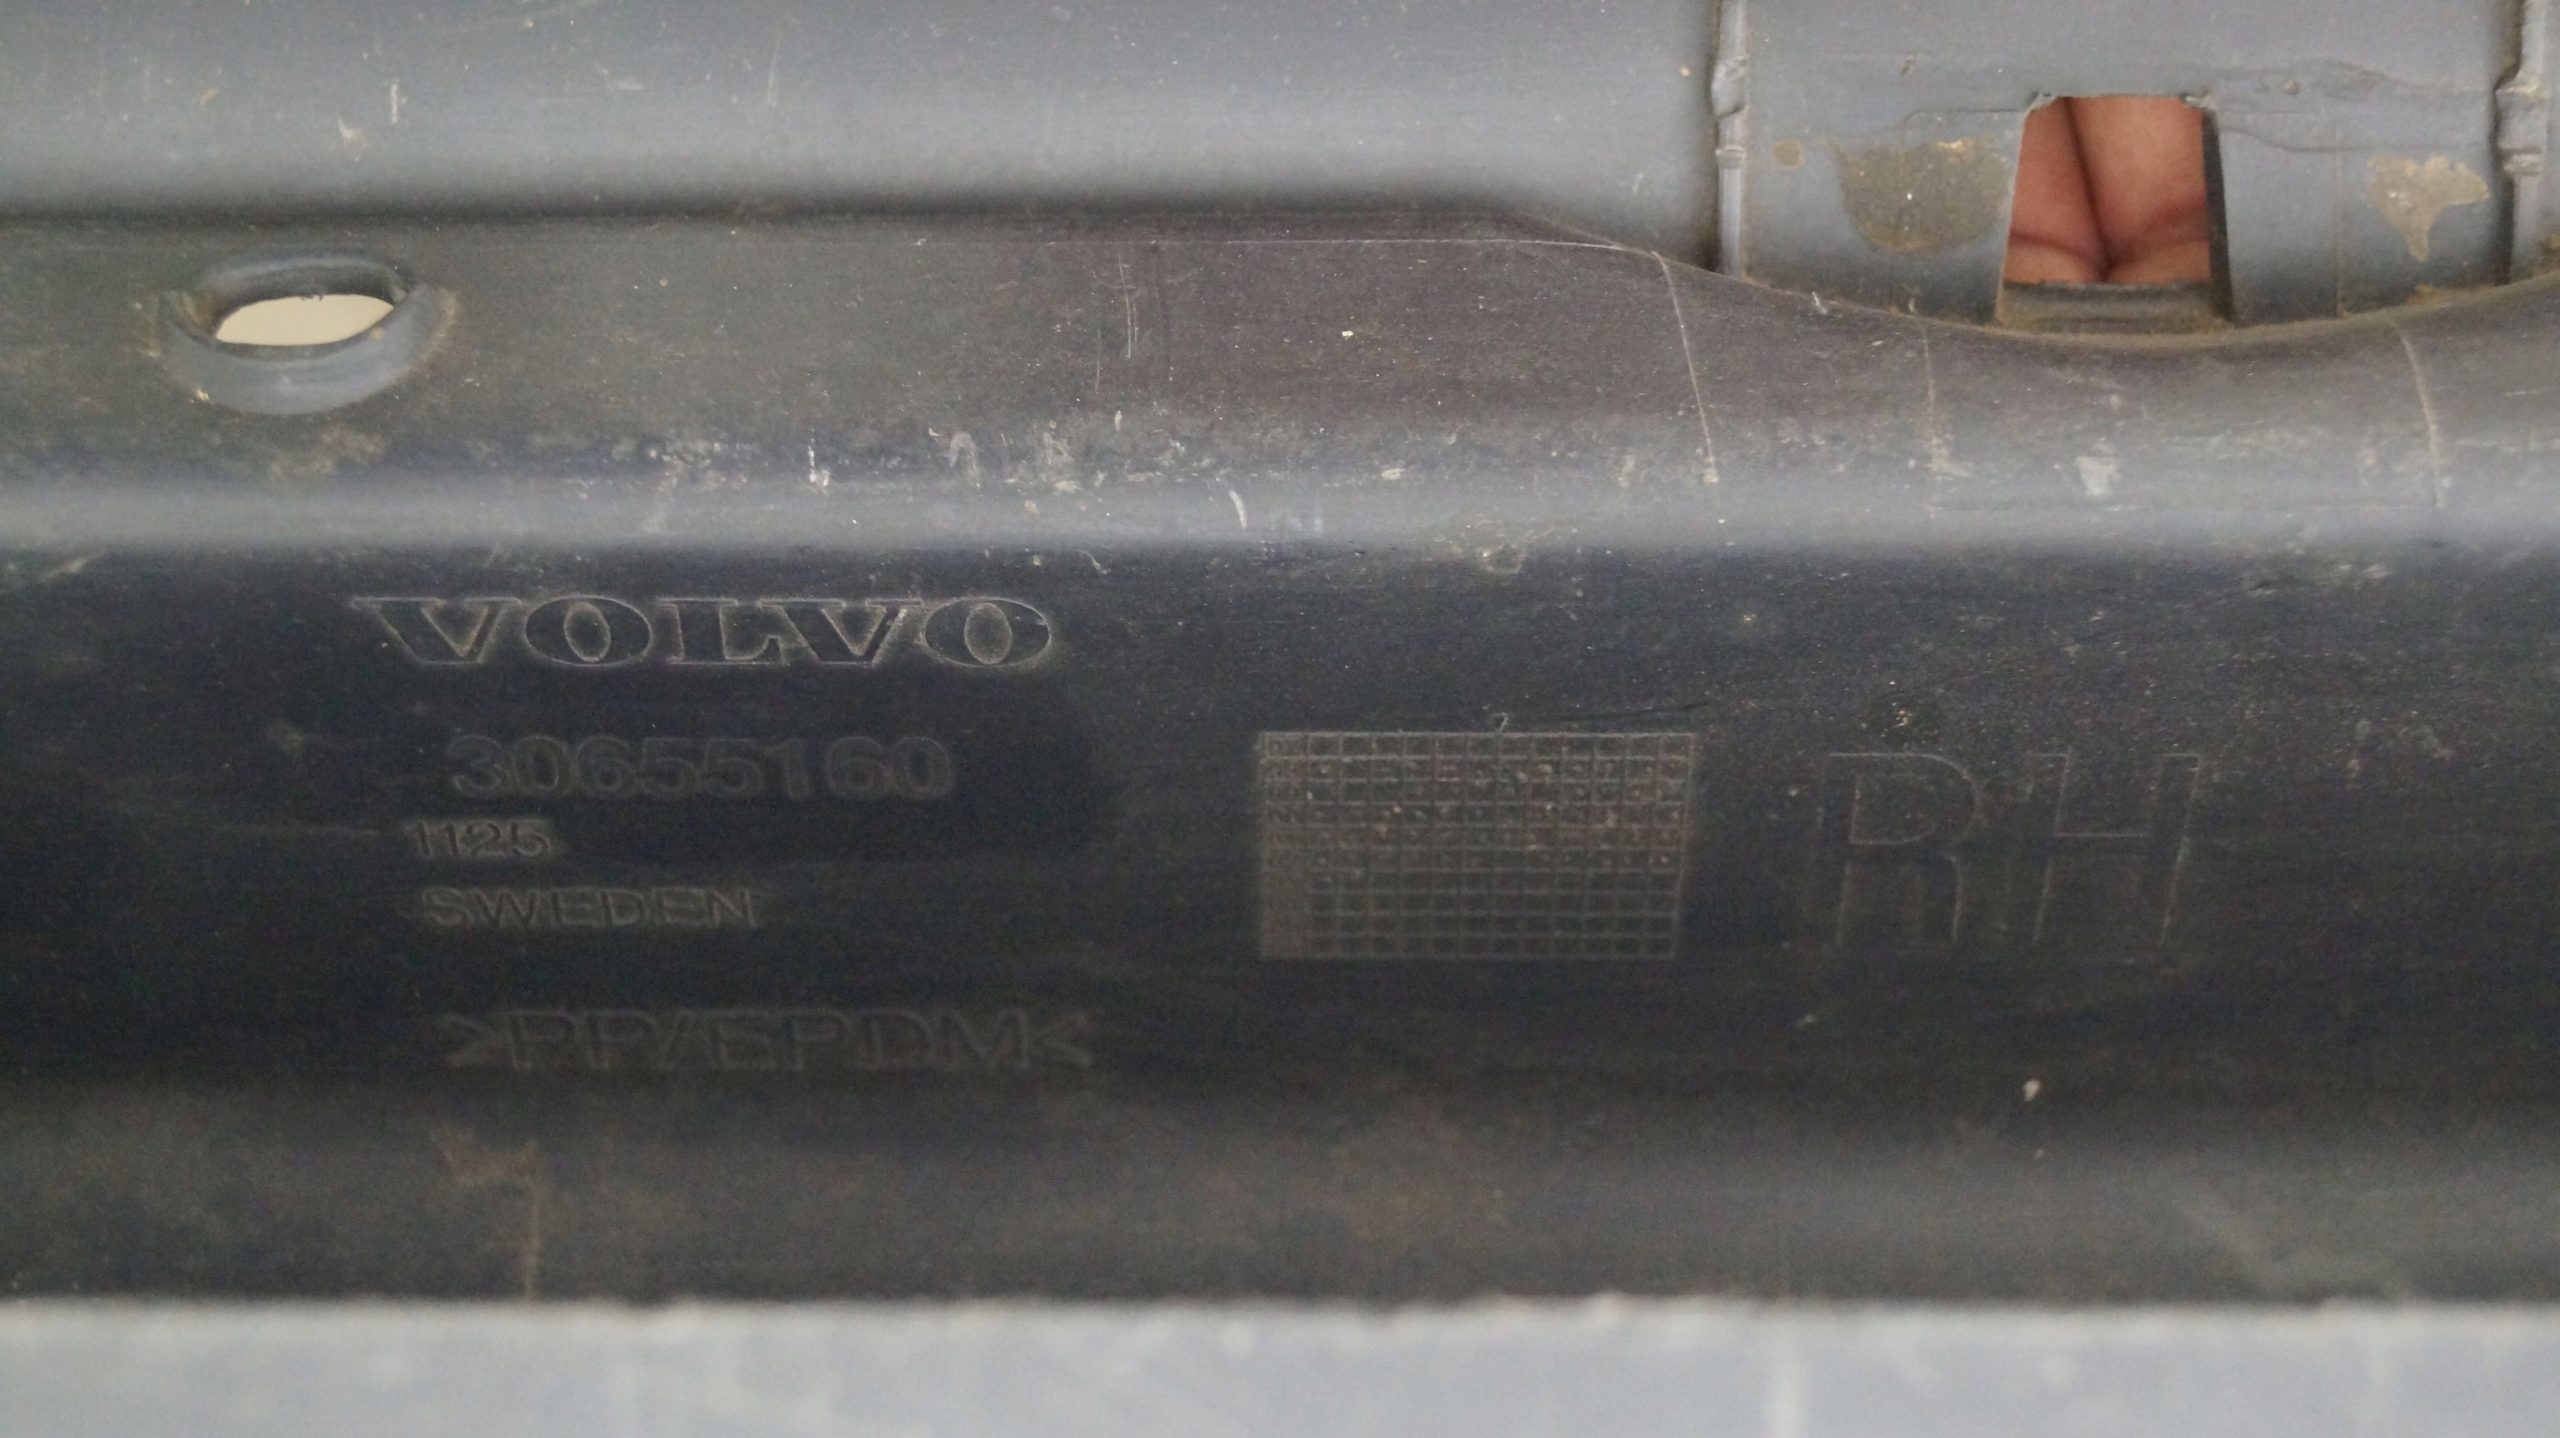 VOLVO
30655160
1125
SWEDEN
RH
>PP/EPDM<